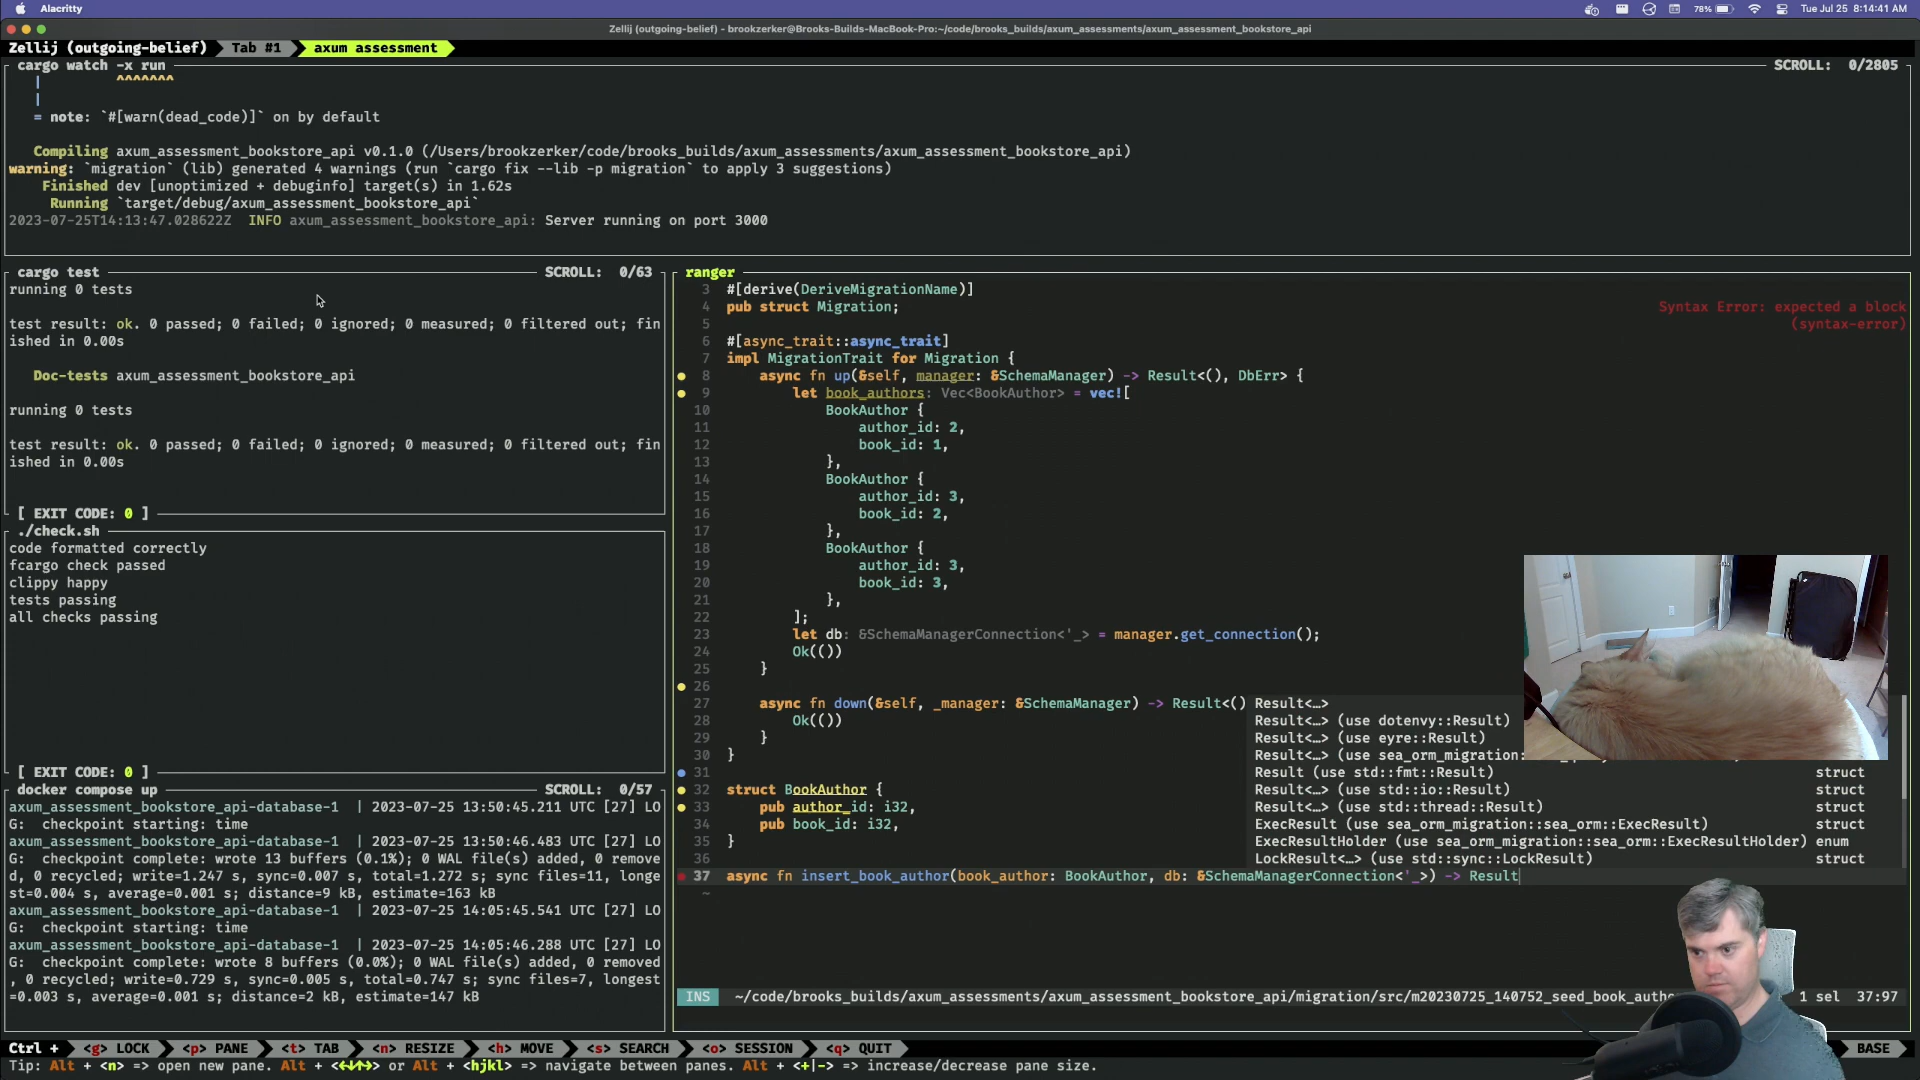 Alacritty
78%
Tue Jul 25 8:14:41 AM
Zellij (outgoing-belief) - brookzerker@Brooks-Builds-MacBook-Pro:~/code/brooks_builds/axum_assessments/axum_assessment_bookstore_api
Zellij (outgoing-belief) Tab #1 axum assessment
cargo watch -x run SCROLL: 0/2805
|        ^^^^^^^
|
= note: `#[warn(dead_code)]` on by default
Compiling axum_assessment_bookstore_api v0.1.0 (/Users/brookzerker/code/brooks_builds/axum_assessments/axum_assessment_bookstore_api)
warning: `migration` (lib) generated 4 warnings (run `cargo fix --lib -p migration` to apply 3 suggestions)
Finished dev [unoptimized + debuginfo] target(s) in 1.62s
Running `target/debug/axum_assessment_bookstore_api`
2023-07-25T14:13:47.028622Z INFO axum_assessment_bookstore_api: Server running on port 3000
cargo test SCROLL: 0/63
running 0 tests
test result: ok. 0 passed; 0 failed; 0 ignored; 0 measured; 0 filtered out; fin
ished in 0.00s
Doc-tests axum_assessment_bookstore_api
running 0 tests
test result: ok. 0 passed; 0 failed; 0 ignored; 0 measured; 0 filtered out; fin
ished in 0.00s
[ EXIT CODE: 0 ]
./check.sh
code formatted correctly
fcargo check passed
clippy happy
tests passing
all checks passing
[ EXIT CODE: 0 ]
docker compose up SCROLL: 0/57
axum_assessment_bookstore_api-database-1 | 2023-07-25 13:50:45.211 UTC [27] LO
G: checkpoint starting: time
axum_assessment_bookstore_api-database-1 | 2023-07-25 13:50:46.483 UTC [27] LO
G: checkpoint complete: wrote 13 buffers (0.1%); 0 WAL file(s) added, 0 remove
d, 0 recycled; write=1.247 s, sync=0.007 s, total=1.272 s; sync files=11, longe
st=0.004 s, average=0.001 s; distance=9 kB, estimate=163 kB
axum_assessment_bookstore_api-database-1 | 2023-07-25 14:05:45.541 UTC [27] LO
G: checkpoint starting: time
axum_assessment_bookstore_api-database-1 | 2023-07-25 14:05:46.288 UTC [27] LO
G: checkpoint complete: wrote 8 buffers (0.0%); 0 WAL file(s) added, 0 removed
, 0 recycled; write=0.729 s, sync=0.005 s, total=0.747 s; sync files=7, longest
=0.003 s, average=0.001 s; distance=2 kB, estimate=147 kB
ranger
3 #[derive(DeriveMigrationName)]
Syntax Error: expected a block
4 pub struct Migration;
(syntax-error)
5
6 #[async_trait::async_trait]
7 impl MigrationTrait for Migration {
8 async fn up(&self, manager: &SchemaManager) -> Result<(), DbErr> {
9 let book_authors: Vec<BookAuthor> = vec![
10 BookAuthor {
11 author_id: 2,
12 book_id: 1,
13 },
14 BookAuthor {
15 author_id: 3,
16 book_id: 2,
17 },
18 BookAuthor {
19 author_id: 3,
20 book_id: 3,
21 },
22 ];
23 let db: &SchemaManagerConnection<'_> = manager.get_connection();
24 Ok(())
25 }
26
27 async fn down(&self, _manager: &SchemaManager) -> Result<()
28 Ok(())
29 }
30 }
31
32 struct BookAuthor {
33 pub author_id: i32,
34 pub book_id: i32,
35 }
36
37 async fn insert_book_author(book_author: BookAuthor, db: &SchemaManagerConnection<'_>) -> Result
~
Result<…>
Result<…> (use dotenvy::Result)
Result<…> (use eyre::Result)
Result<…> (use sea_orm_migration:
Result (use std::fmt::Result) struct
Result<…> (use std::io::Result) struct
Result<…> (use std::thread::Result) struct
ExecResult (use sea_orm_migration::sea_orm::ExecResult) struct
ExecResultHolder (use sea_orm_migration::sea_orm::ExecResultHolder) enum
LockResult<…> (use std::sync::LockResult) struct
INS ~/code/brooks_builds/axum_assessments/axum_assessment_bookstore_api/migration/src/m20230725_140752_seed_book_autho 1 sel 37:97
Ctrl + <g> LOCK <p> PANE <t> TAB <n> RESIZE <h> MOVE <s> SEARCH <o> SESSION <q> QUIT BASE
Tip: Alt + <n> => open new pane. Alt + <←↓↑→> or Alt + <hjkl> => navigate between panes. Alt + <+|-> => increase/decrease pane size.